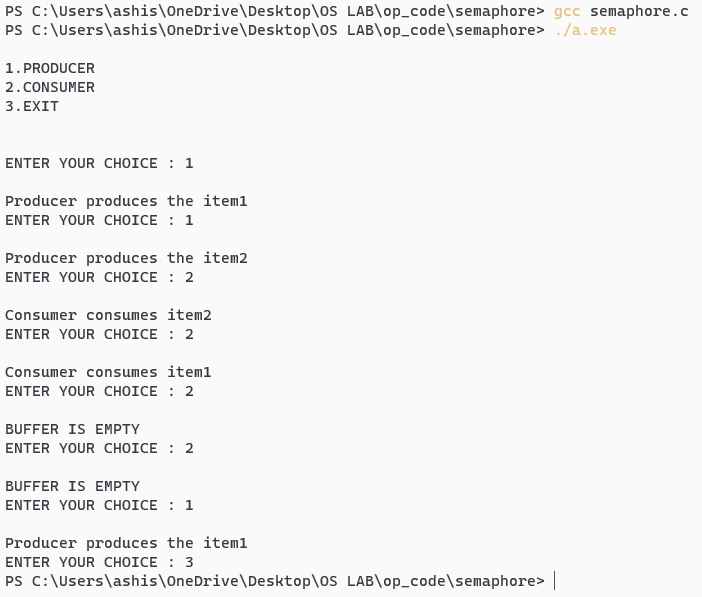 PS C:\Users\ashis\OneDrive\Desktop\OS LAB\op_code\semaphore> gcc semaphore.c
PS C:\Users\ashis\OneDrive\Desktop\OS LAB\op_code\semaphore> ./a.exe
1.PRODUCER
2.CONSUMER
3.EXIT
ENTER YOUR CHOICE : 1
Producer produces the item1
ENTER YOUR CHOICE : 1
Producer produces the item2
ENTER YOUR CHOICE : 2
Consumer consumes item2
ENTER YOUR CHOICE : 2
Consumer consumes item1
ENTER YOUR CHOICE : 2
BUFFER IS EMPTY
ENTER YOUR CHOICE : 2
BUFFER IS EMPTY
ENTER YOUR CHOICE : 1
Producer produces the item1
ENTER YOUR CHOICE : 3
PS C:\Users\ashis\OneDrive\Desktop\OS LAB\op_code\semaphore>